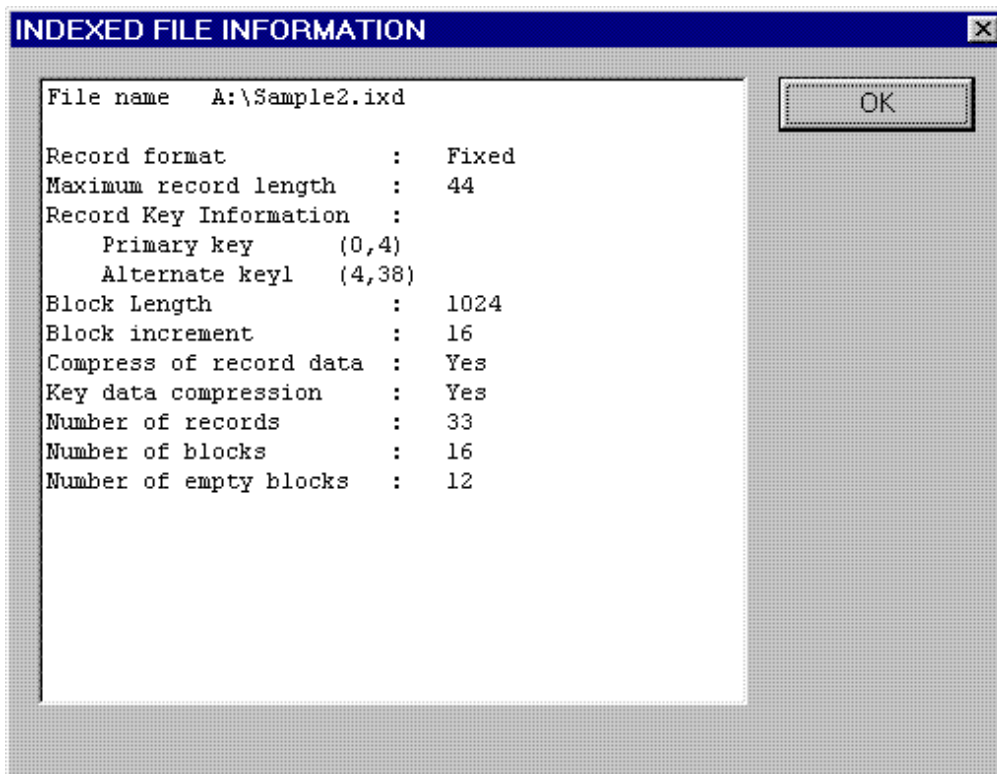 INDEXED FILE INFORMATION
File name   A:\Sample2.ixd
OK
Record format              :    Fixed
Maximum record length      :    44
Record Key Information     :
Primary key      (0,4)
Alternate key1   (4,38)
Block Length               :    1024
Block increment            :    16
Compress of record data    :    Yes
Key data compression       :    Yes
Number of records          :    33
Number of blocks           :    16
Number of empty blocks     :    12